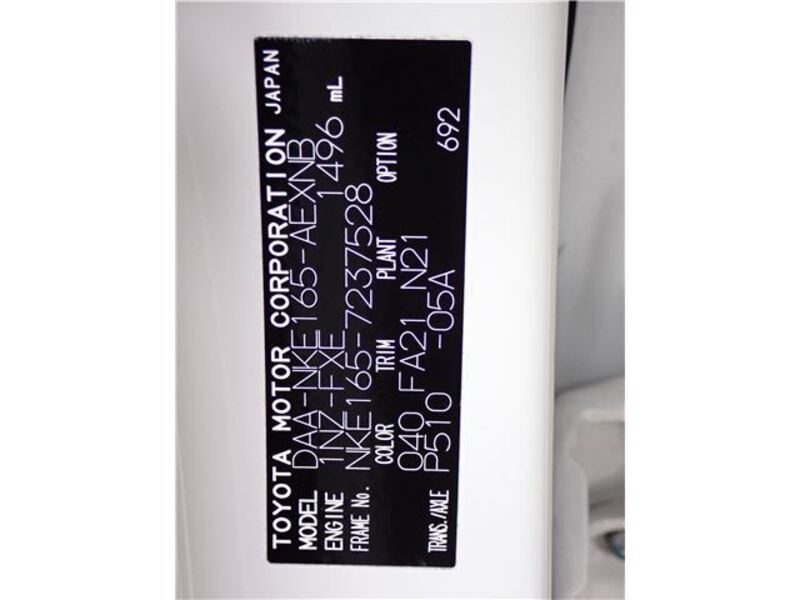 TOYOTA MOTOR CORPORATION JAPAN
MODEL DAA-NKE165-AEXNB
ENGINE 1NZ-FXE 1496 mL
FRAME No. NKE165-7237528
COLOR TRIM PLANT OPTION
040 FA21 N21
TRANS./AXLE P510 -05A 692